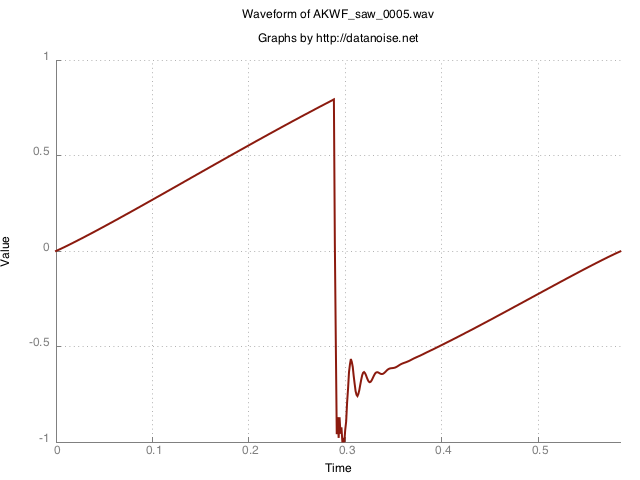 Waveform of AKWF_saw_0005.wav
Graphs by http://datanoise.net
1
0.5
0
-0.5
-1
Value
0 0.1 0.2 0.3 0.4 0.5
Time